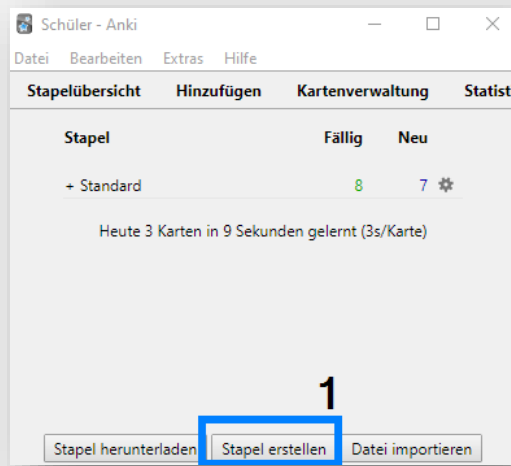 Schüler - Anki
Datei Bearbeiten Extras Hilfe
Stapelübersicht Hinzufügen Kartenverwaltung Statist
Stapel Fällig Neu
+ Standard 8 7
Heute 3 Karten in 9 Sekunden gelernt (3s/Karte)
1
Stapel herunterladen Stapel erstellen Datei importieren